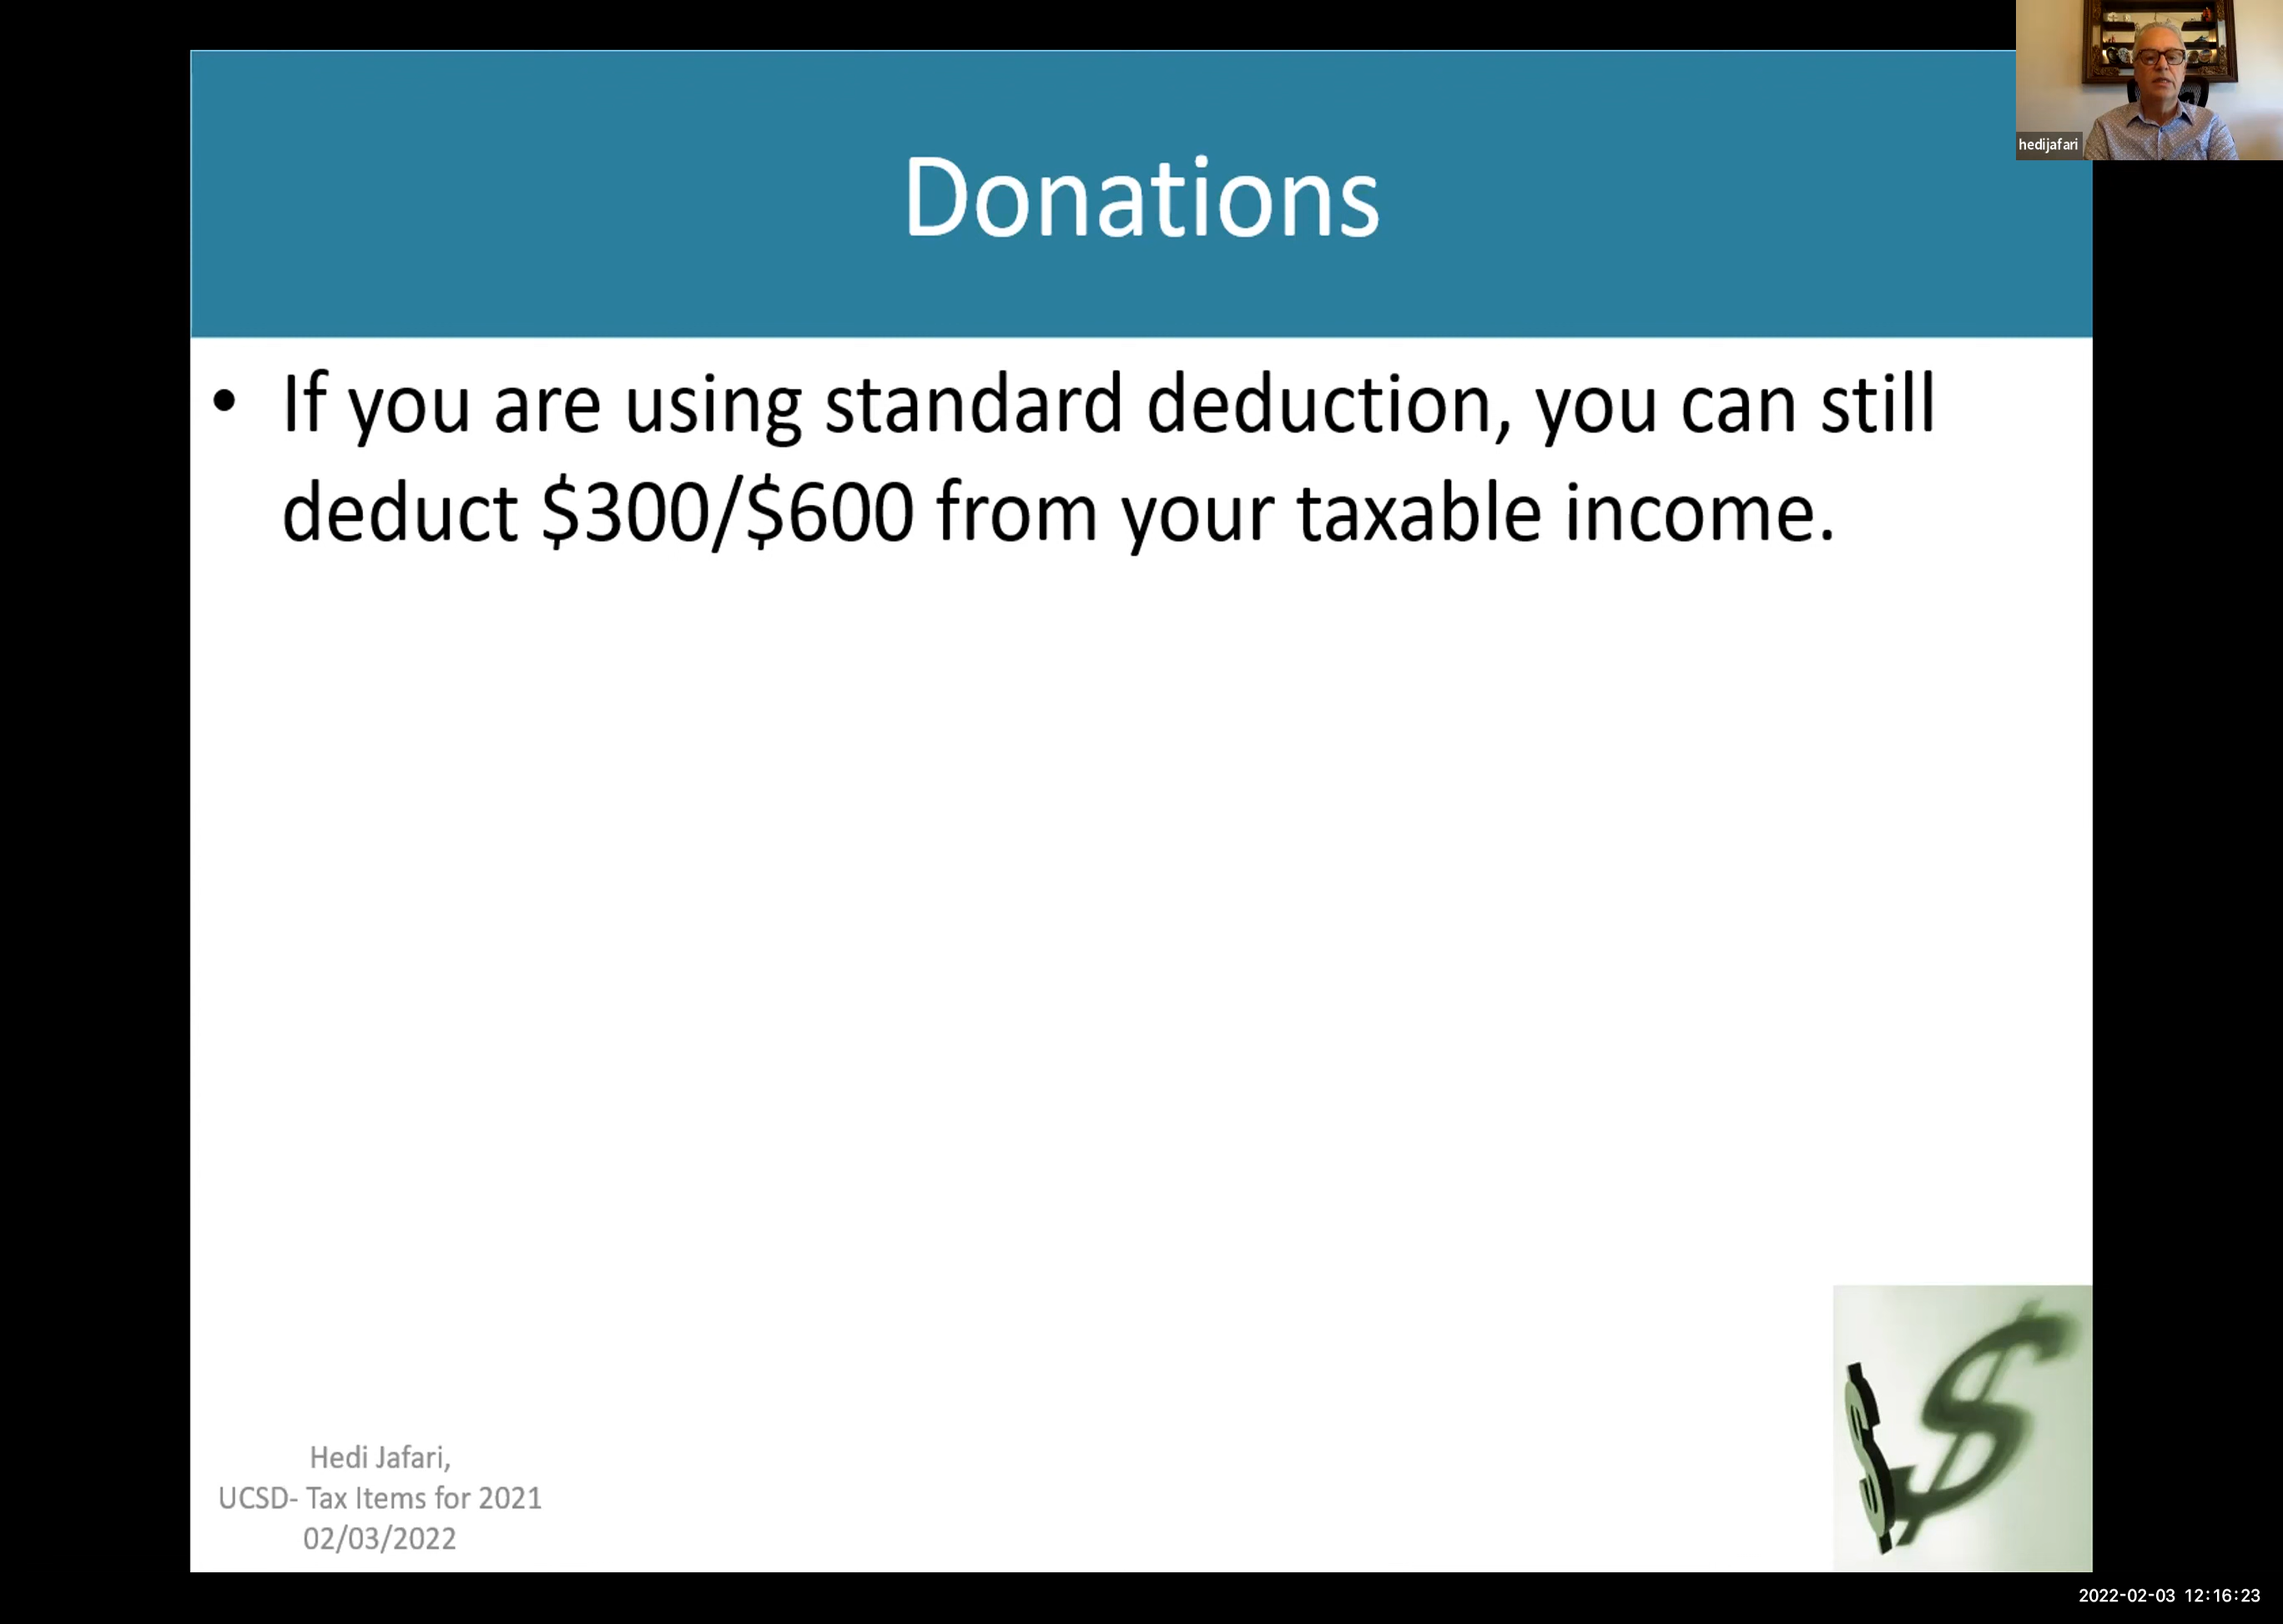 hedijafari
Donations
• If you are using standard deduction, you can still
deduct $300/$600 from your taxable income.
Hedi Jafari,
UCSD- Tax Items for 2021
02/03/2022
2022-02-03 12:16:23